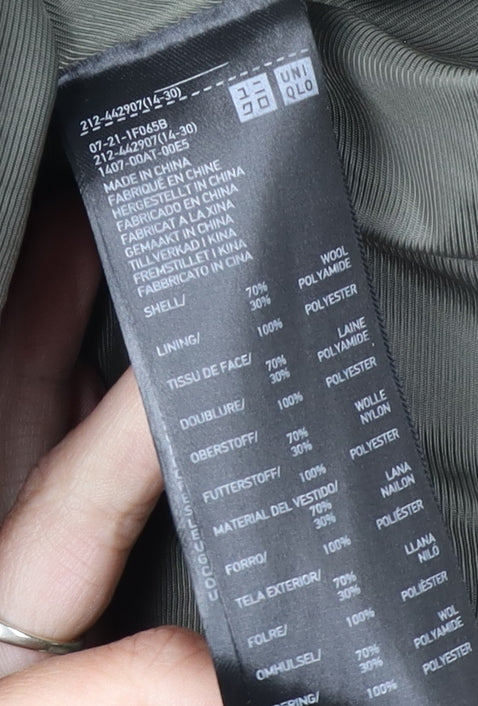 212-442907(14-30)
UNI
QLO
07-21-1F065B
212-442907(14-30)
1407-00AT-00E5
MADE IN CHINA
FABRIQUÉ EN CHINE
HERGESTELLT IN CHINA
FABRICADO EN CHINA
FABRICAT A LA XINA
GEMAAKT IN CHINA
TILLVERKAD I KINA
FREMSTILLET I KINA
FABBRICATO IN CINA
SHELL/ 70% WOOL
30% POLYAMIDE
LINING/ 100% POLYESTER
TISSU DE FACE/ 70% LAINE
30% POLYAMIDE
DOUBLURE/ 100% POLYESTER
OBERSTOFF/ 70% WOLLE
30% NYLON
FUTTERSTOFF/ 100% POLYESTER
MATERIAL DEL VESTIDO/
70% LANA
30% NAILON
FORRO/ 100% POLIÉSTER
TELA EXTERIOR/ 70% LLANA
30% NILÓ
FOLRE/ 100% POLIÈSTER
OMHULSEL/ 70% WOL
30% POLYAMIDE
100% POLYESTER